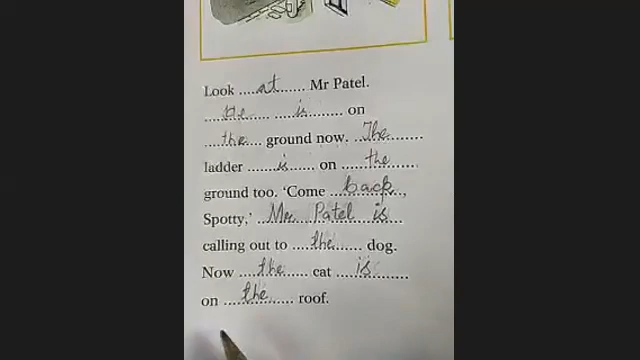 Look ....at...... Mr Patel.
....He.... ....is........ on
....the.... ground now. ..The........
ladder .......is...... on ....the.......
ground too. 'Come ..back..,
Spotty,' ..Mr. Patel is..
calling out to ....the...... dog.
Now ....the..... cat ....is........
on ....the....... roof.